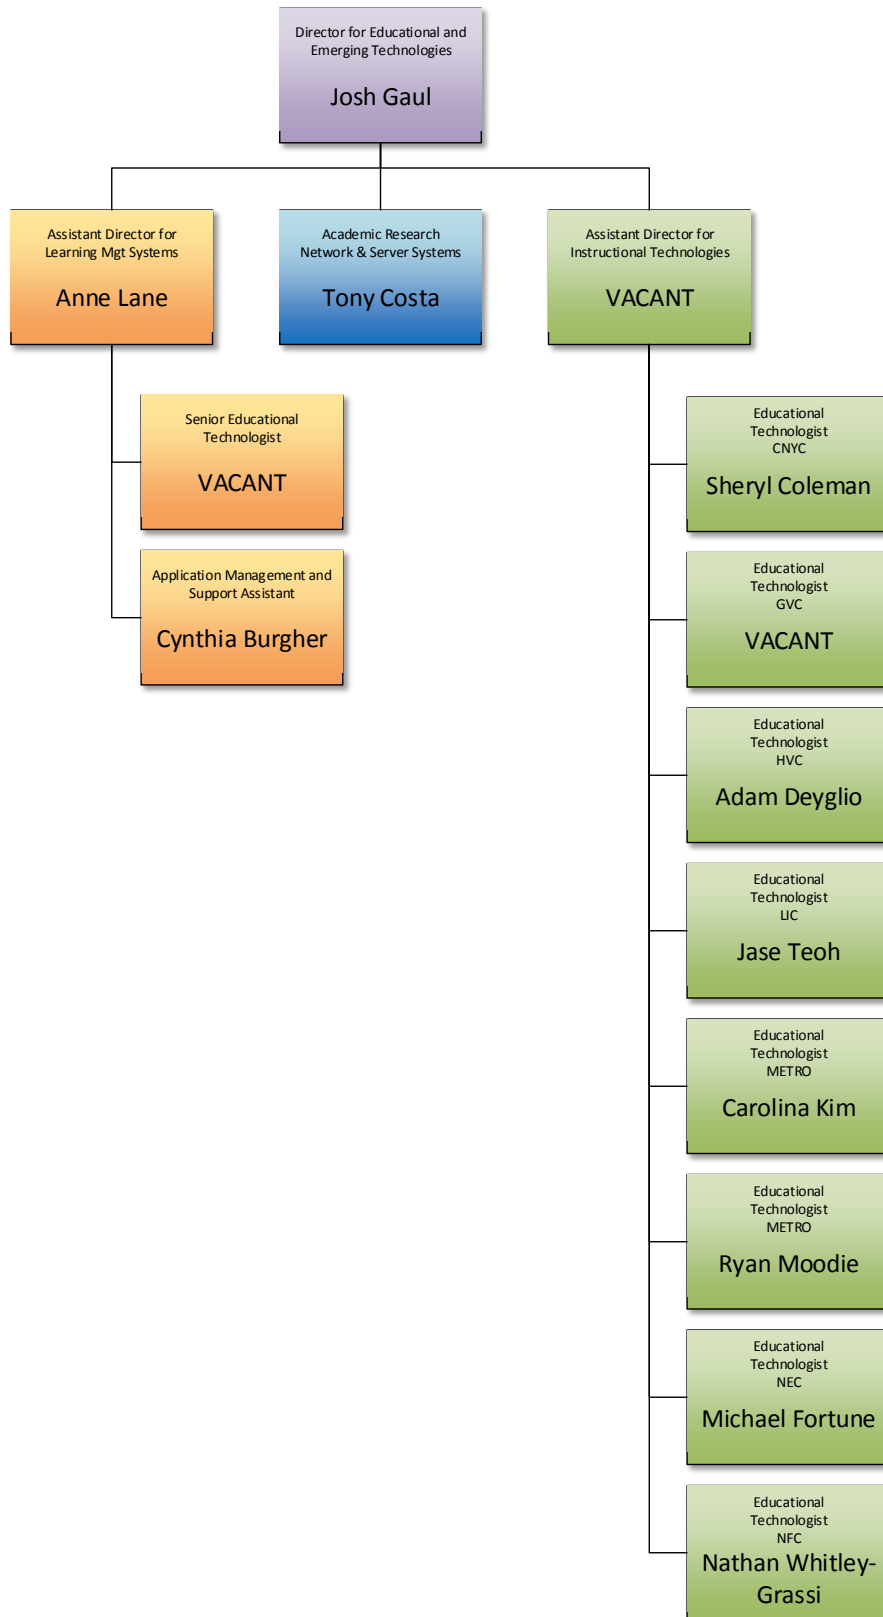 Director for Educational and
Emerging Technologies
Josh Gaul
Assistant Director for
Learning Mgt Systems
Anne Lane
Academic Research
Network & Server Systems
Tony Costa
Assistant Director for
Instructional Technologies
VACANT
Senior Educational
Technologist
VACANT
Application Management and
Support Assistant
Cynthia Burgher
Educational
Technologist
CNYC
Sheryl Coleman
Educational
Technologist
GVC
VACANT
Educational
Technologist
HVC
Adam Deyglio
Educational
Technologist
LIC
Jase Teoh
Educational
Technologist
METRO
Carolina Kim
Educational
Technologist
METRO
Ryan Moodie
Educational
Technologist
NEC
Michael Fortune
Educational
Technologist
NFC
Nathan Whitley-
Grassi